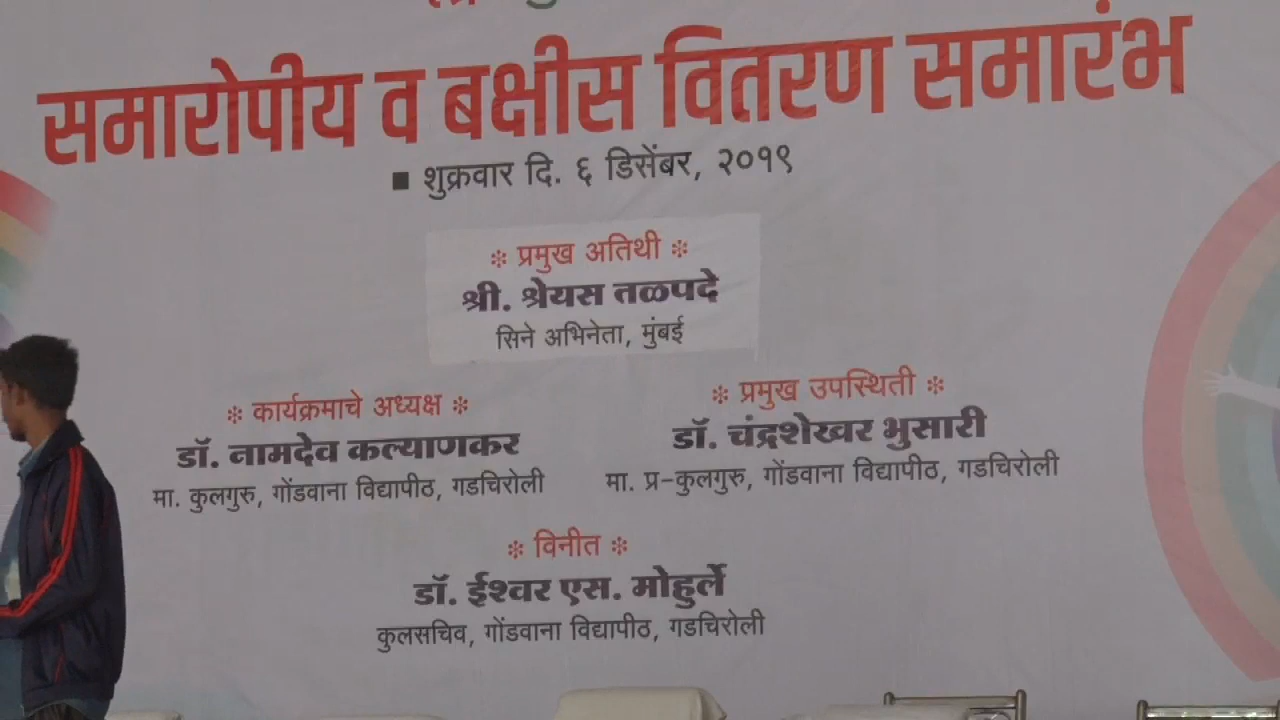 समारोपीय व बक्षीस वितरण समारंभ
■ शुक्रवार दि. ६ डिसेंबर, २०१९
❇ प्रमुख अतिथी ❇
श्री. श्रेयस तळपदे
सिने अभिनेता, मुंबई
❇ कार्यक्रमाचे अध्यक्ष ❇
डॉ. नामदेव कल्याणकर
मा. कुलगुरु, गोंडवाना विद्यापीठ, गडचिरोली
❇ प्रमुख उपस्थिती ❇
डॉ. चंद्रशेखर भुसारी
मा. प्र-कुलगुरु, गोंडवाना विद्यापीठ, गडचिरोली
❇ विनीत ❇
डॉ. ईश्वर एस. मोहुर्ले
कुलसचिव, गोंडवाना विद्यापीठ, गडचिरोली